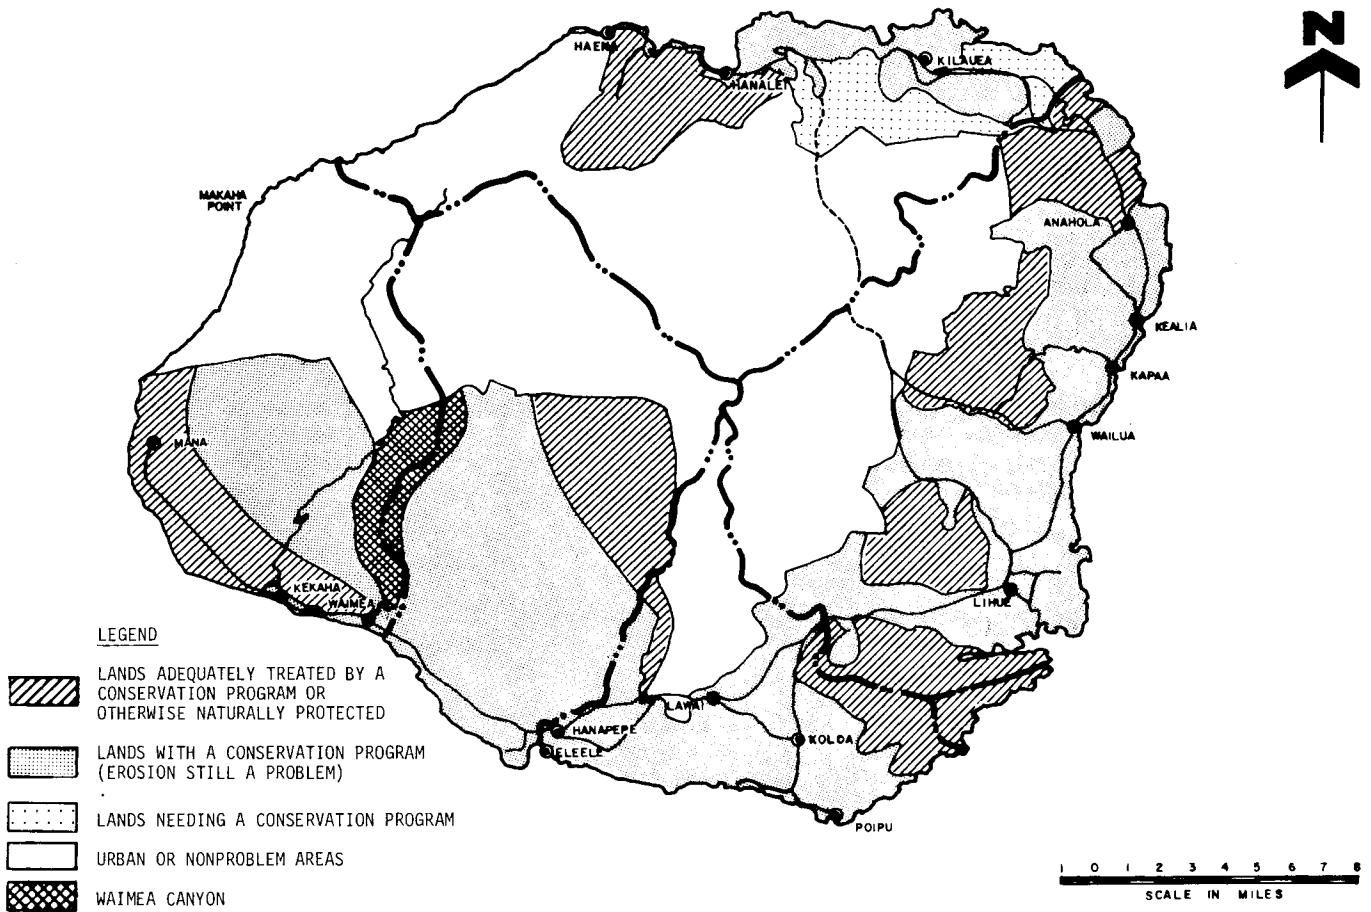 N
HAENA
HANALEI
KILAUEA
MAKAHA
POINT
ANAHOLA
KEALIA
KAPAA
WAILUA
MANA
KEKAHA
WAIMEA
LIHUE
LAWAI
HANAPEPE
ELEELE
KOLOA
POIPU
LEGEND
LANDS ADEQUATELY TREATED BY A
CONSERVATION PROGRAM OR
OTHERWISE NATURALLY PROTECTED
LANDS WITH A CONSERVATION PROGRAM
(EROSION STILL A PROBLEM)
LANDS NEEDING A CONSERVATION PROGRAM
URBAN OR NONPROBLEM AREAS
WAIMEA CANYON
1 0 1 2 3 4 5 6 7 8
SCALE IN MILES